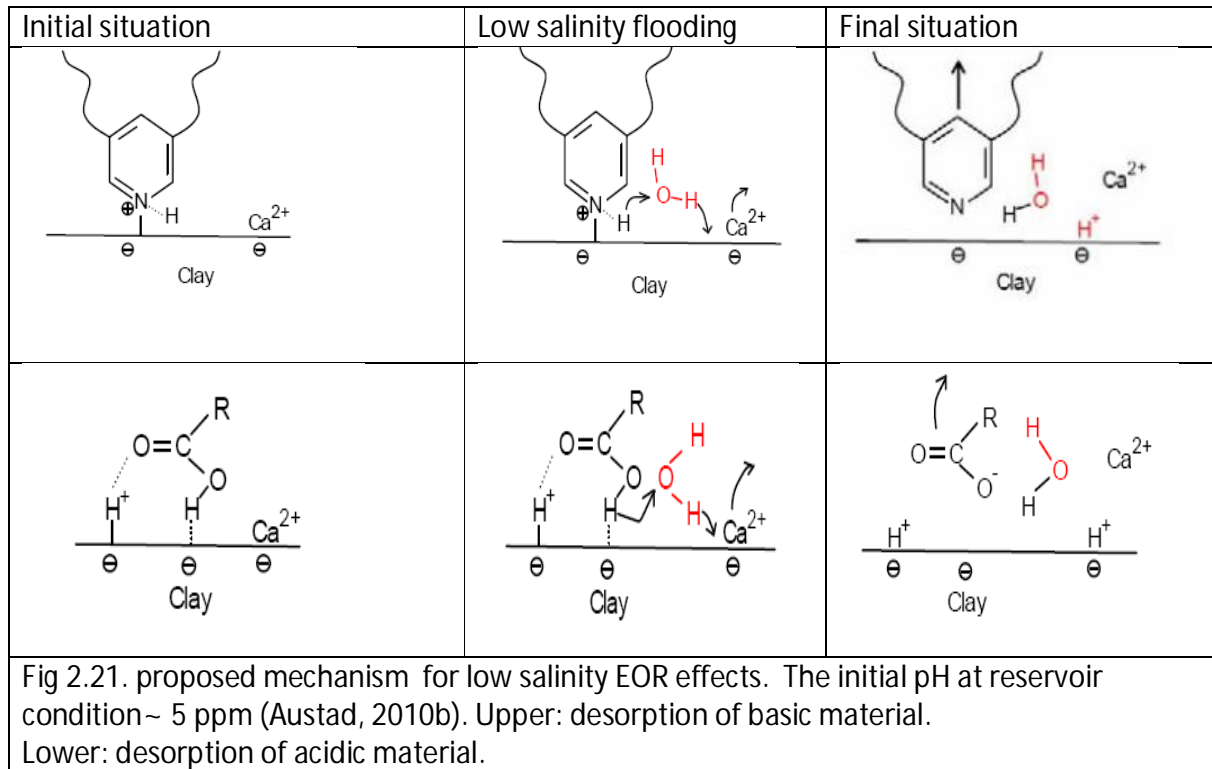 Initial situation
Low salinity flooding
Final situation
N
⊕
H
Ca²⁺
⊖
⊖
Clay
H
O
H
N
⊕
H
Ca²⁺
⊖
⊖
Clay
H
O
H
N
Ca²⁺
H⁺
⊖
⊖
Clay
R
O=C
O
H⁺
H
Ca²⁺
⊖
⊖
⊖
Clay
R
H
O=C
O
O
H⁺
H
H
Ca²⁺
⊖
⊖
⊖
Clay
R
H
O=C
O
Ca²⁺
O⁻
H
H⁺
H⁺
⊖
⊖
⊖
Clay
Fig 2.21. proposed mechanism for low salinity EOR effects. The initial pH at reservoir
condition~ 5 ppm (Austad, 2010b). Upper: desorption of basic material.
Lower: desorption of acidic material.